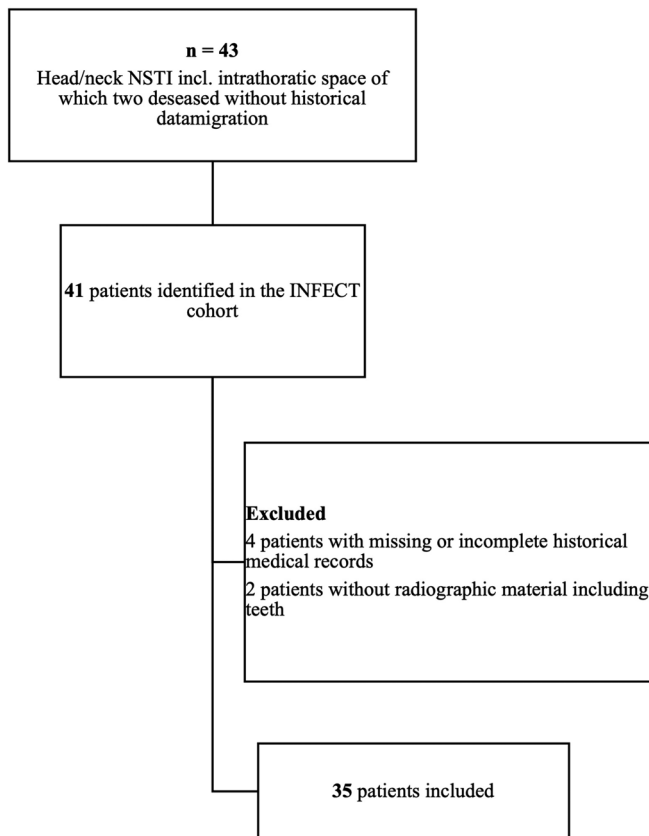 n = 43
Head/neck NSTI incl. intrathoratic space of
which two deseased without historical
datamigration
41 patients identified in the INFECT
cohort
Excluded
4 patients with missing or incomplete historical
medical records
2 patients without radiographic material including
teeth
35 patients included